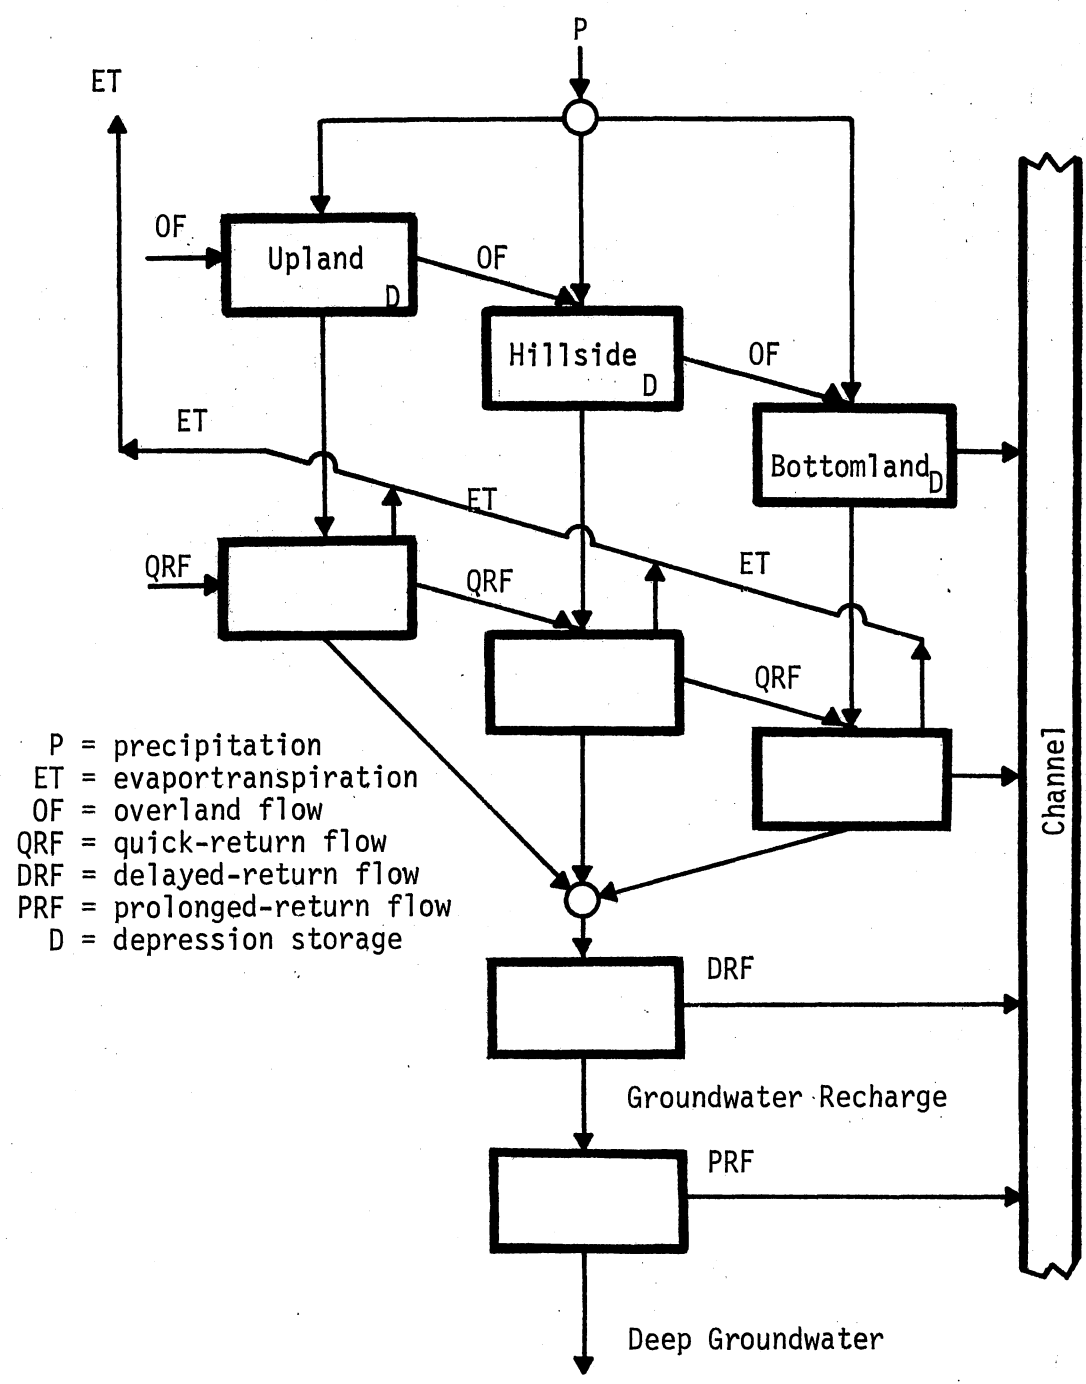 P
ET
OF
Upland
D
OF
Hillside
D
OF
Bottomland
D
ET
ET
ET
QRF
QRF
QRF
P = precipitation
ET = evaportranspiration
OF = overland flow
QRF = quick-return flow
DRF = delayed-return flow
PRF = prolonged-return flow
D = depression storage
Channel
DRF
Groundwater Recharge
PRF
Deep Groundwater